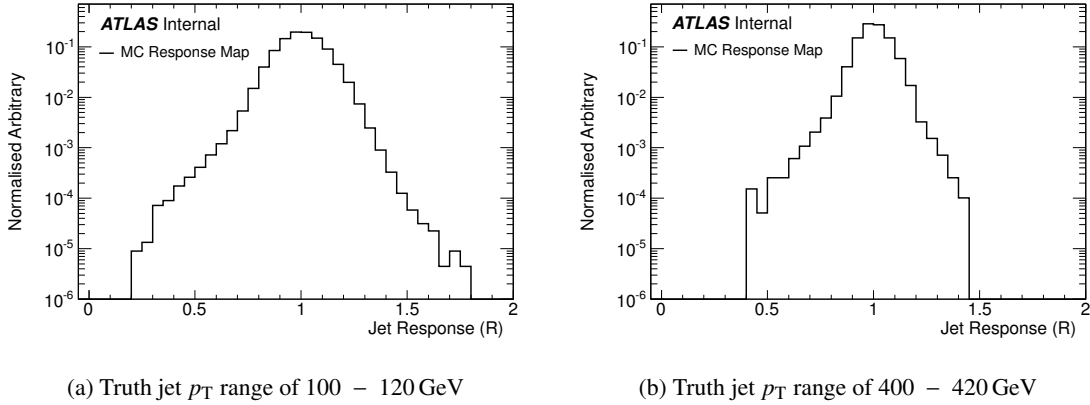 ATLAS Internal
MC Response Map
Normalised Arbitrary
10⁻¹
10⁻²
10⁻³
10⁻⁴
10⁻⁵
10⁻⁶
0 0.5 1 1.5 2
Jet Response (R)
(a) Truth jet pT range of 100 – 120 GeV
ATLAS Internal
MC Response Map
Normalised Arbitrary
10⁻¹
10⁻²
10⁻³
10⁻⁴
10⁻⁵
10⁻⁶
0 0.5 1 1.5 2
Jet Response (R)
(b) Truth jet pT range of 400 – 420 GeV